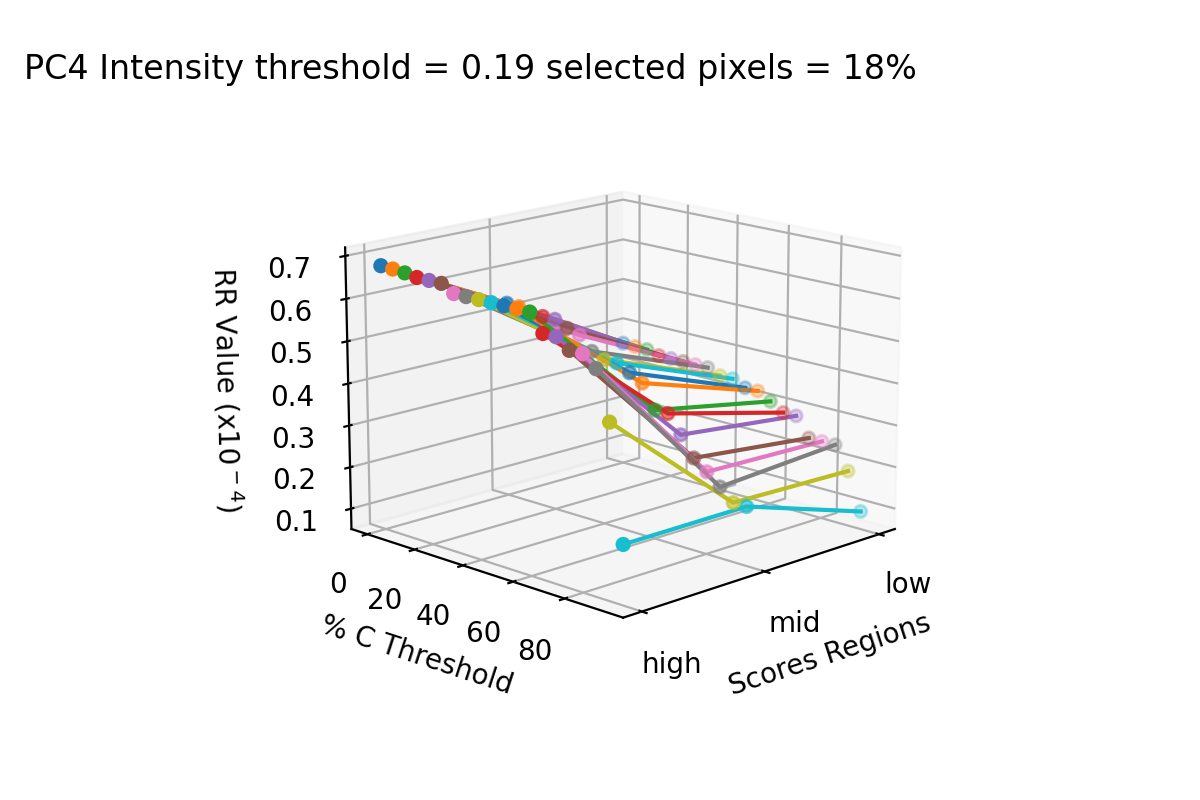 PC4 Intensity threshold = 0.19 selected pixels = 18%
RR Value (x10⁻⁴)
0.7
0.6
0.5
0.4
0.3
0.2
0.1
0
20
40
60
80
% C Threshold
high
mid
low
Scores Regions